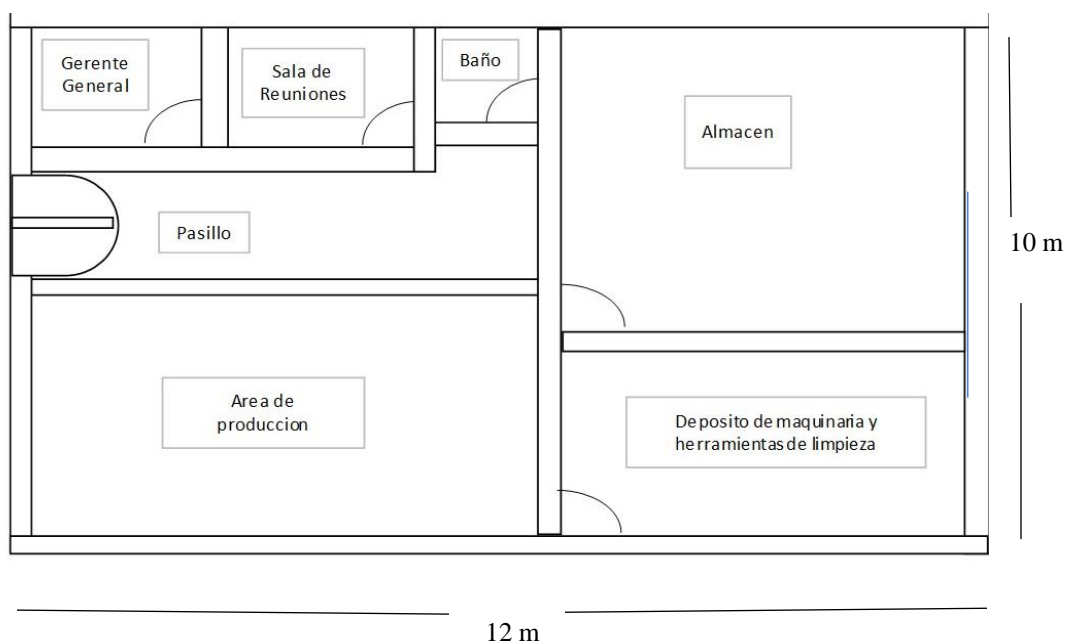 Gerente
General
Sala de
Reuniones
Baño
Almacen
Pasillo
10 m
Area de
produccion
Deposito de maquinaria y
herramientas de limpieza
12 m